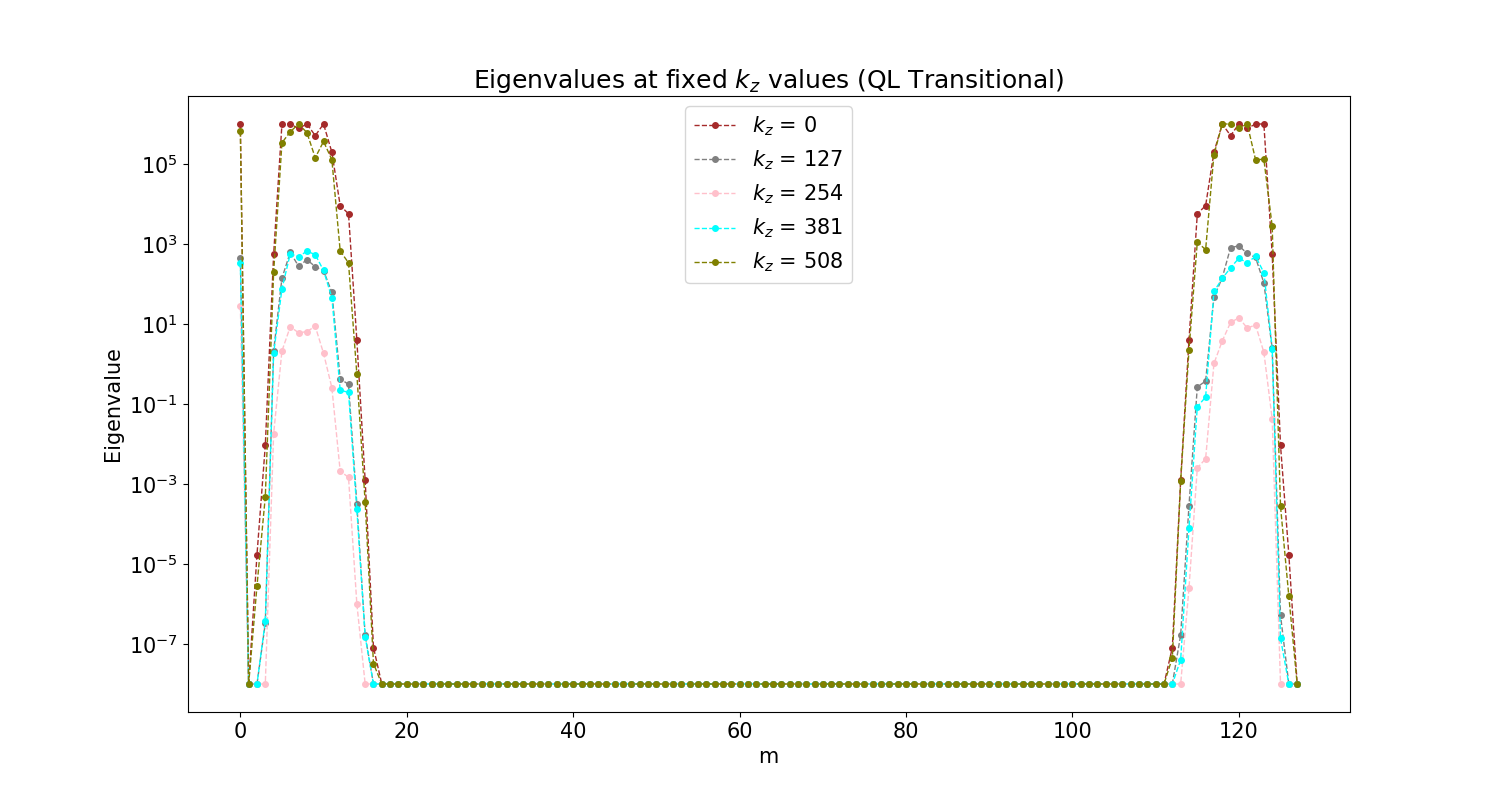 Eigenvalues at fixed $k_z$ values (QL Transitional)
$k_z$ = 0
$k_z$ = 127
$k_z$ = 254
$k_z$ = 381
$k_z$ = 508
Eigenvalue
$10^{5}$
$10^{3}$
$10^{1}$
$10^{-1}$
$10^{-3}$
$10^{-5}$
$10^{-7}$
0 20 40 60 80 100 120
m